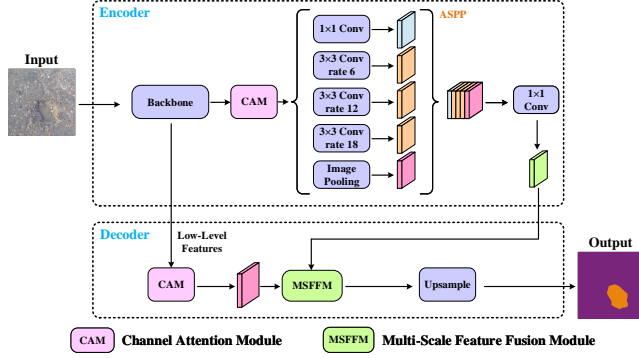 Encoder
Input
Backbone
CAM
1×1 Conv
3×3 Conv
rate 6
3×3 Conv
rate 12
3×3 Conv
rate 18
Image
Pooling
ASPP
1×1
Conv
Decoder
Low-Level
Features
CAM
MSFFM
Upsample
Output
CAM
Channel Attention Module
MSFFM
Multi-Scale Feature Fusion Module